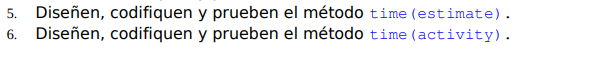 5. Diseñen, codifiquen y prueben el método time(estimate).
6. Diseñen, codifiquen y prueben el método time(activity).